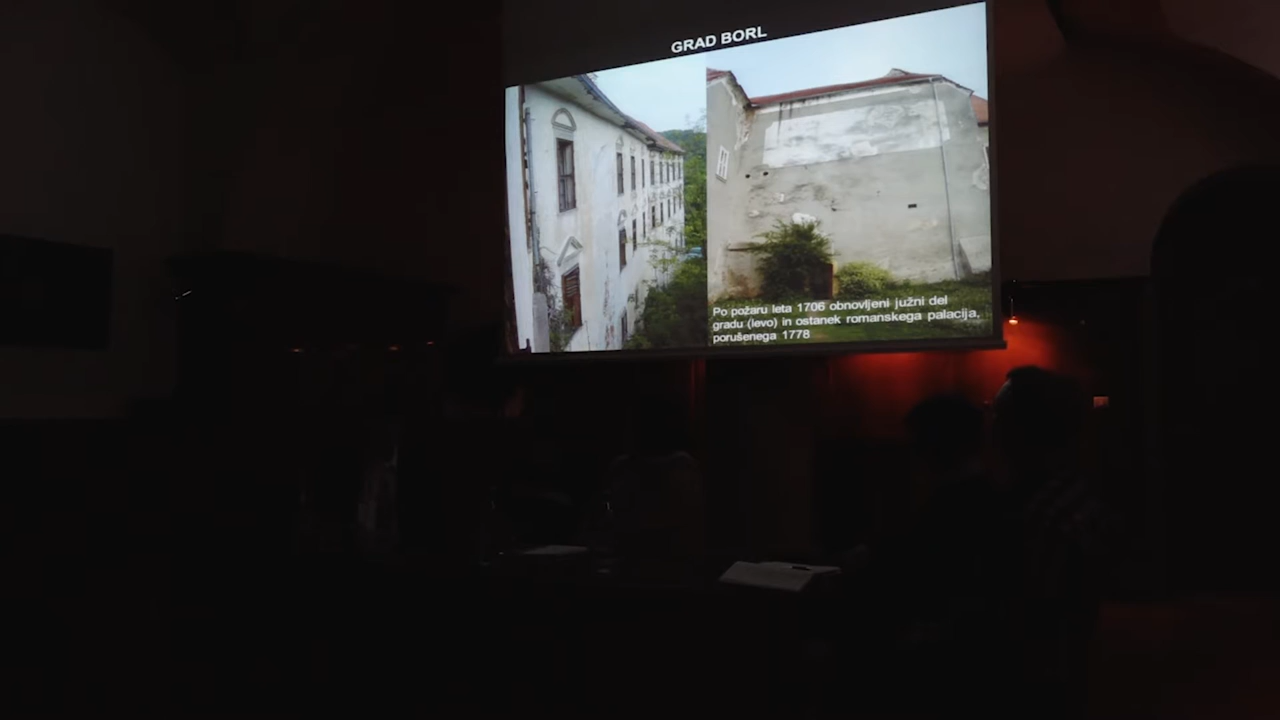 GRAD BORL
Po požaru leta 1706 obnovljeni južni del
gradu (levo) in ostanek romanskega palacija,
porušenega 1778